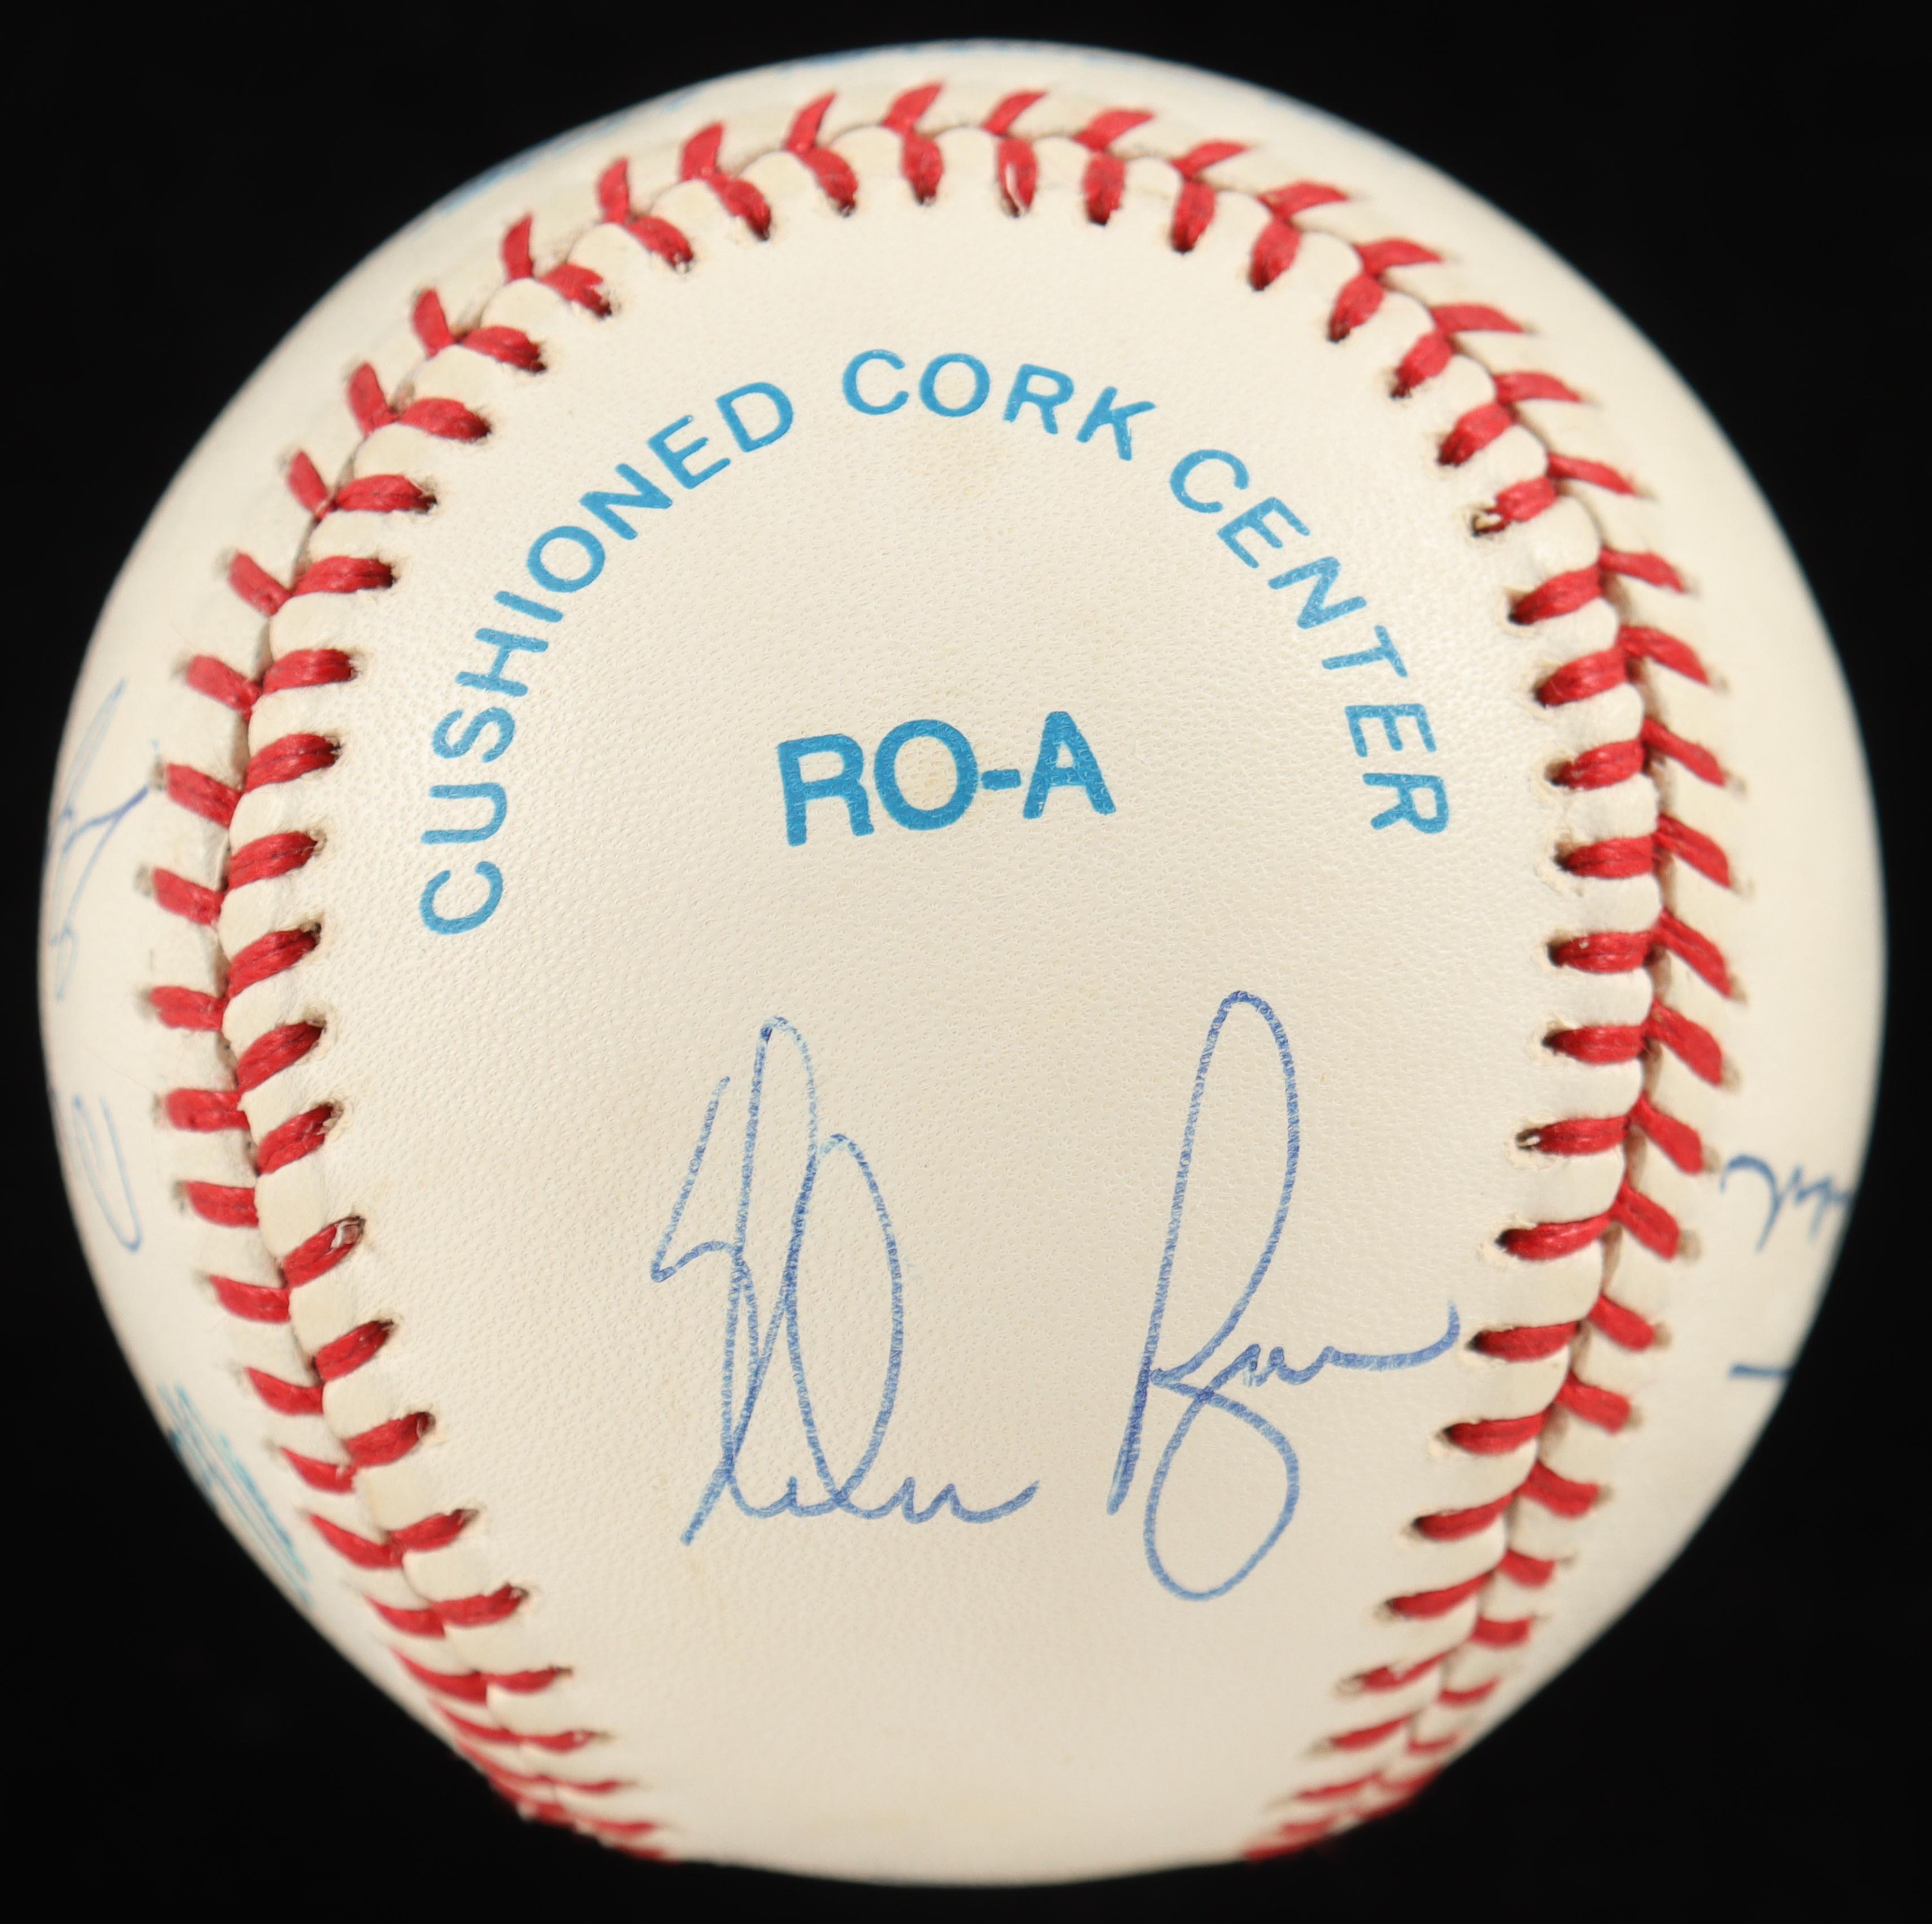 CUSHIONED CORK CENTER
RO-A
Nolan Ryan